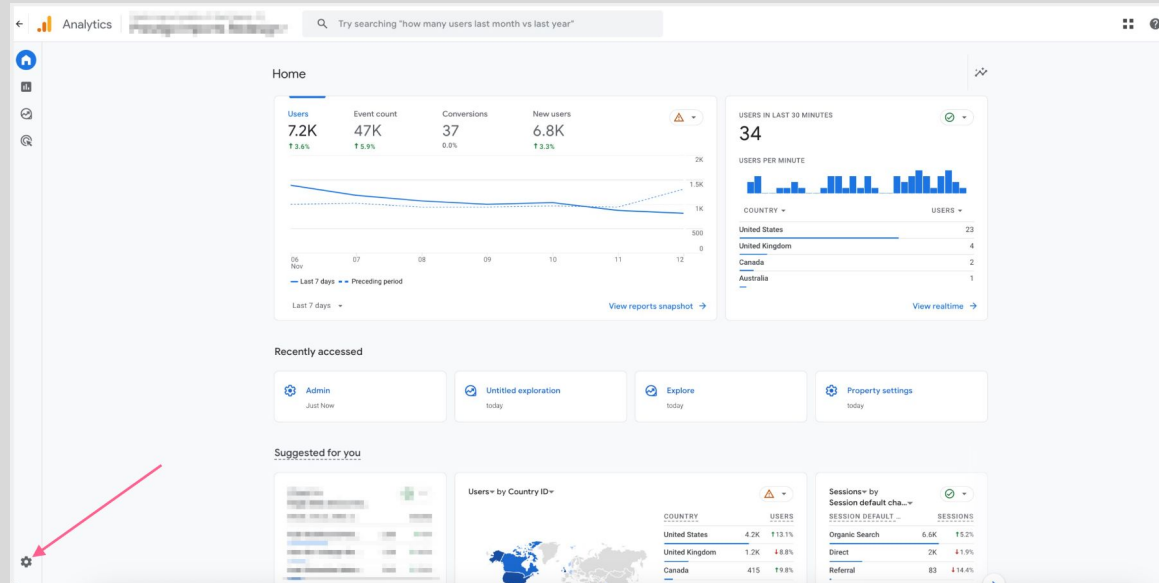 Analytics
Try searching "how many users last month vs last year"
Home
Users Event count Conversions New users
7.2K 47K 37 6.8K
↑ 3.6% ↑ 5.9% 0.0% ↑ 3.3%
2K
1.5K
1K
500
0
06 07 08 09 10 11 12
Nov
Last 7 days Preceding period
Last 7 days View reports snapshot →
USERS IN LAST 30 MINUTES
34
USERS PER MINUTE
COUNTRY USERS
United States 23
United Kingdom 4
Canada 2
Australia 1
View realtime →
Recently accessed
Admin
Just Now
Untitled exploration
today
Explore
today
Property settings
today
Suggested for you
Users by Country ID
COUNTRY USERS
United States 4.2K ↑ 13.1%
United Kingdom 1.2K ↓ 8.8%
Canada 415 ↑ 9.8%
Sessions by
Session default cha...
SESSION DEFAULT ... SESSIONS
Organic Search 6.6K ↑ 5.2%
Direct 2K ↓ 1.9%
Referral 83 ↓ 14.4%